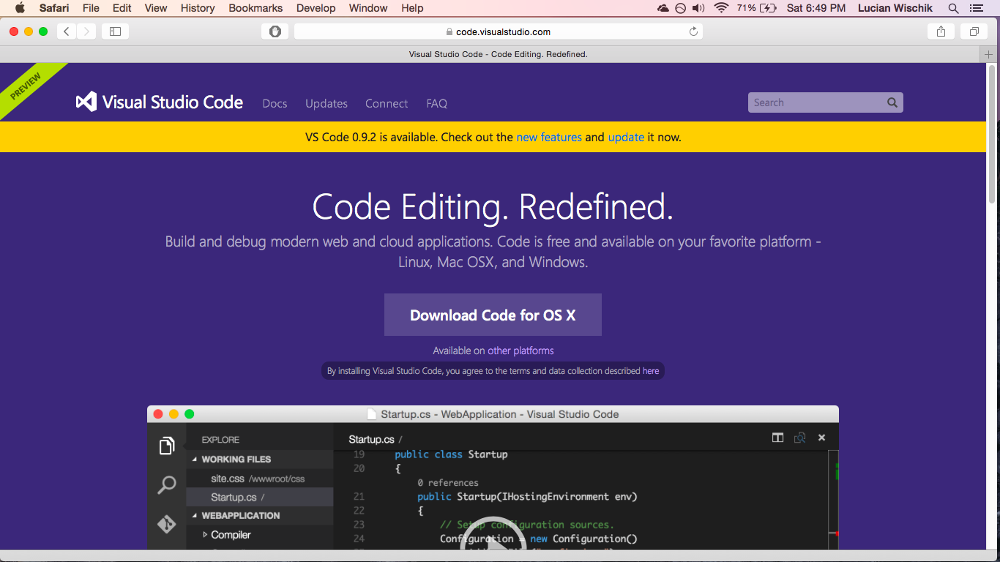 Safari File Edit View History Bookmarks Develop Window Help 71% Sat 6:49 PM Lucian Wischik
code.visualstudio.com
Visual Studio Code - Code Editing. Redefined.
PREVIEW
Visual Studio Code Docs Updates Connect FAQ Search
VS Code 0.9.2 is available. Check out the new features and update it now.
Code Editing. Redefined.
Build and debug modern web and cloud applications. Code is free and available on your favorite platform -
Linux, Mac OSX, and Windows.
Download Code for OS X
Available on other platforms
By installing Visual Studio Code, you agree to the terms and data collection described here
Startup.cs - WebApplication - Visual Studio Code
EXPLORE
WORKING FILES
site.css /wwwroot/css
Startup.cs /
WEBAPPLICATION
Compiler
Startup.cs /
19 public class Startup
20 {
0 references
21 public Startup(IHostingEnvironment env)
22 {
23 // Setup configuration sources.
24 Configuration = new Configuration()